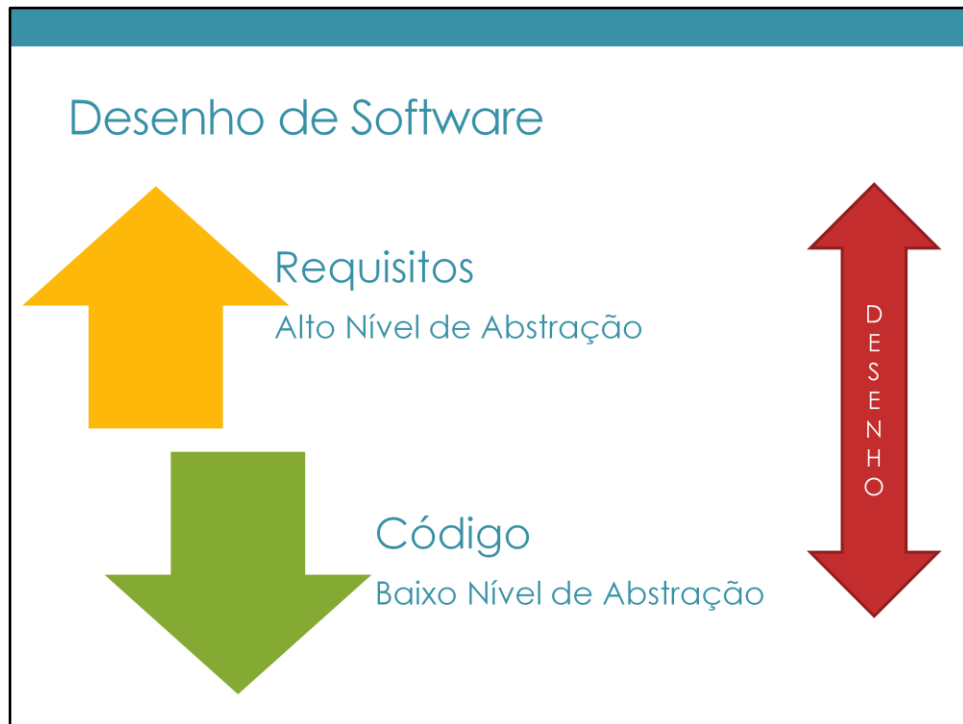 Desenho de Software
Requisitos
Alto Nível de Abstração
Código
Baixo Nível de Abstração
D
E
S
E
N
H
O